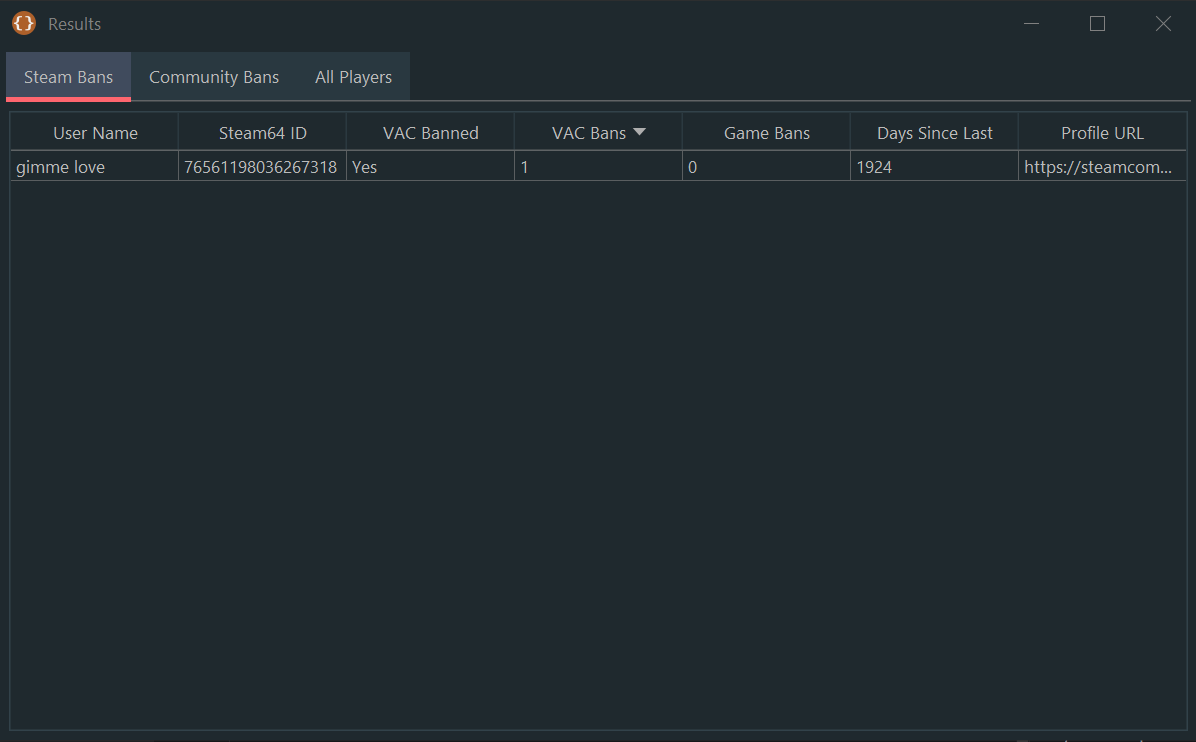 {} Results
Steam Bans Community Bans All Players
User Name Steam64 ID VAC Banned VAC Bans Game Bans Days Since Last Profile URL
gimme love 76561198036267318 Yes 1 0 1924 https://steamcom...